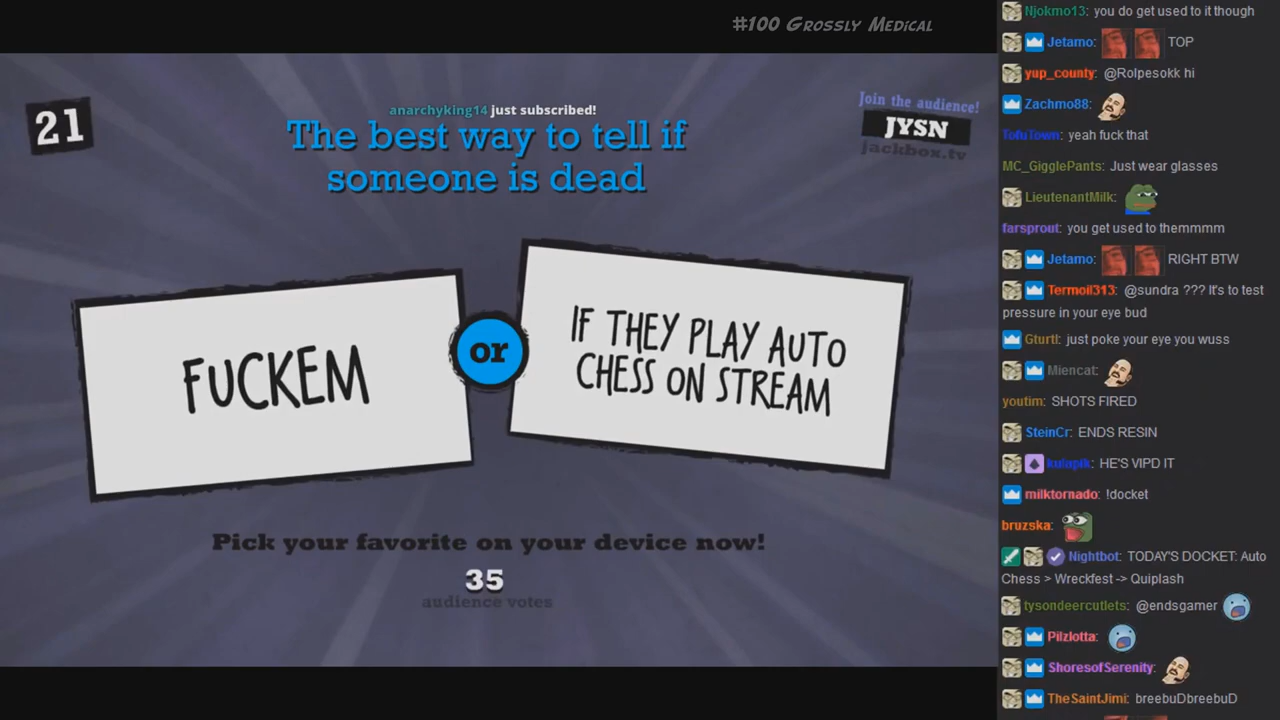 #100 Grossly Medical
21
anarchyking14 just subscribed!
The best way to tell if
someone is dead
Join the audience!
JYSN
jackbox.tv
FUCKEM
or
IF THEY PLAY AUTO
CHESS ON STREAM
Pick your favorite on your device now!
35
audience votes
Njokmo13: you do get used to it though
Jetamo: TOP
yup_county: @Rolpesokk hi
Zachmo88:
TofuTown: yeah fuck that
MC_GigglePants: Just wear glasses
LieutenantMilk:
farsprout: you get used to themmmmm
Jetamo: RIGHT BTW
Termoil313: @sundra ??? It's to test
pressure in your eye bud
Gturtl: just poke your eye you wuss
Miencat:
youtim: SHOTS FIRED
SteinCr: ENDS RESIN
kulapik: HE'S VIPD IT
milktornado: !docket
bruzska:
Nightbot: TODAY'S DOCKET: Auto
Chess > Wreckfest -> Quiplash
tysondeercutlets: @endsgamer
Pilzlotta:
ShoresofSerenity:
TheSaintJimi: breebuDbreebuD